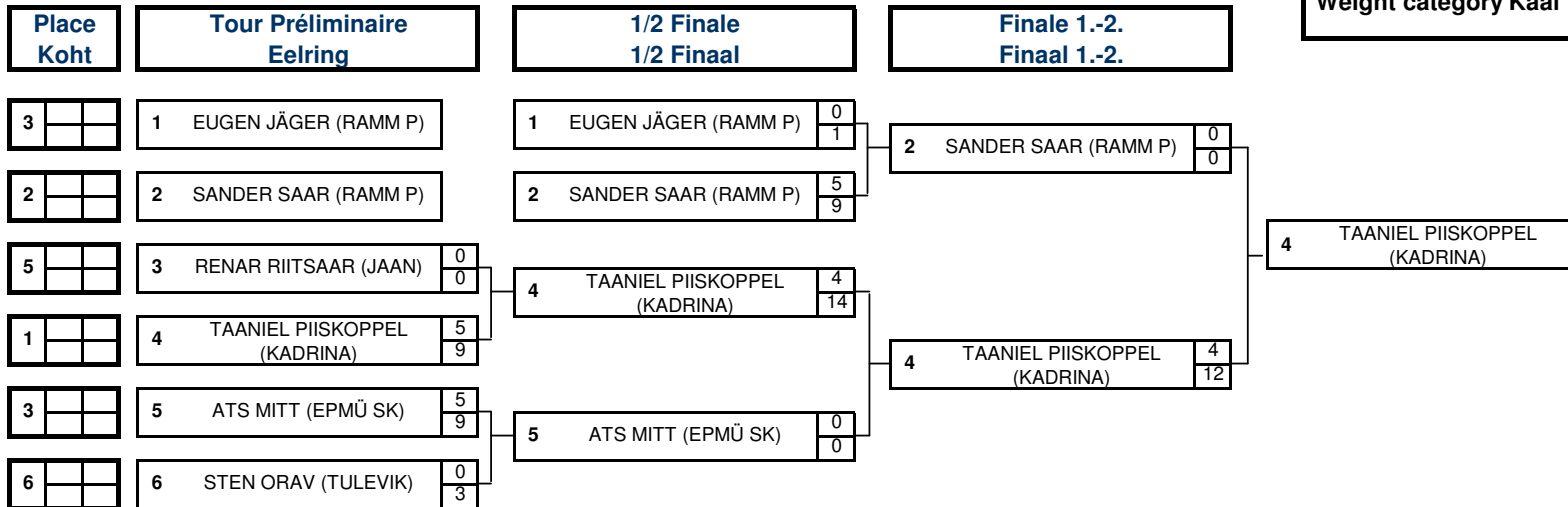 Weight category Kaal
Place
Koht
Tour Préliminaire
Eelring
1/2 Finale
1/2 Finaal
Finale 1.-2.
Finaal 1.-2.
3
1 EUGEN JÄGER (RAMM P)
2
2 SANDER SAAR (RAMM P)
5
3 RENAR RIITSAAR (JAAN) 0
0
1
4 TAANIEL PIISKOPPEL 5
(KADRINA) 9
3
5 ATS MITT (EPMÜ SK) 5
9
6
6 STEN ORAV (TULEVIK) 0
3
1 EUGEN JÄGER (RAMM P) 0
1
2 SANDER SAAR (RAMM P) 5
9
4 TAANIEL PIISKOPPEL 4
(KADRINA) 14
5 ATS MITT (EPMÜ SK) 0
0
2 SANDER SAAR (RAMM P) 0
0
4 TAANIEL PIISKOPPEL 4
(KADRINA) 12
4 TAANIEL PIISKOPPEL
(KADRINA)